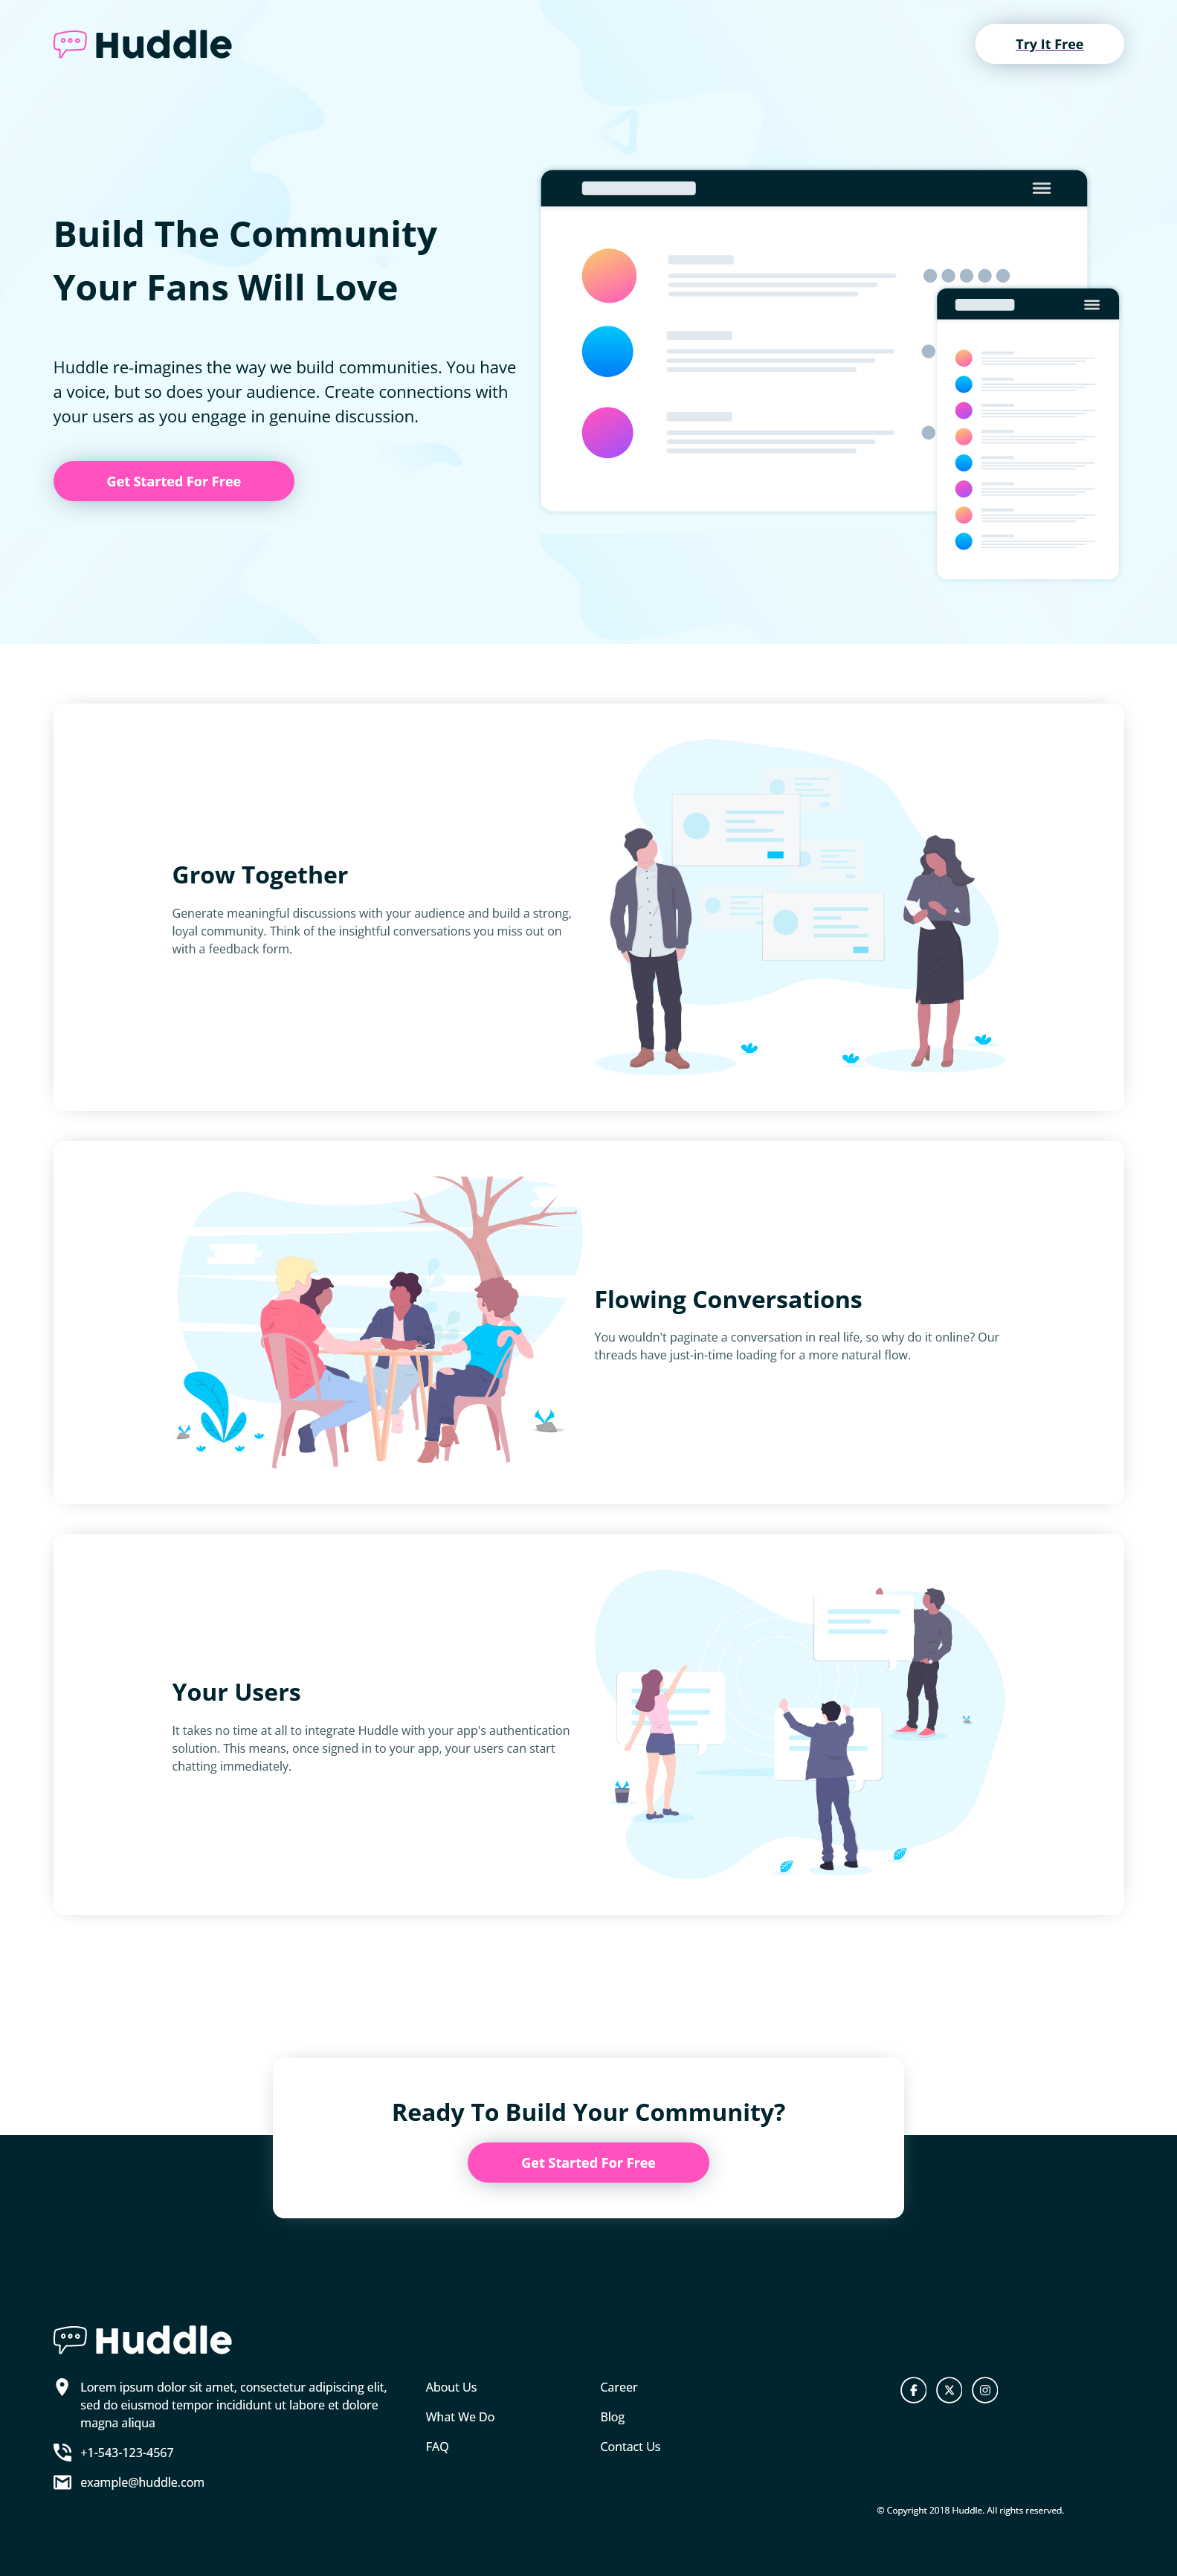 Huddle
Try It Free
Build The Community
Your Fans Will Love
Huddle re-imagines the way we build communities. You have
a voice, but so does your audience. Create connections with
your users as you engage in genuine discussion.
Get Started For Free
Grow Together
Generate meaningful discussions with your audience and build a strong,
loyal community. Think of the insightful conversations you miss out on
with a feedback form.
Flowing Conversations
You wouldn't paginate a conversation in real life, so why do it online? Our
threads have just-in-time loading for a more natural flow.
Your Users
It takes no time at all to integrate Huddle with your app's authentication
solution. This means, once signed in to your app, your users can start
chatting immediately.
Ready To Build Your Community?
Get Started For Free
Huddle
Lorem ipsum dolor sit amet, consectetur adipiscing elit,
sed do eiusmod tempor incididunt ut labore et dolore
magna aliqua
+1-543-123-4567
example@huddle.com
About Us
What We Do
FAQ
Career
Blog
Contact Us
© Copyright 2018 Huddle. All rights reserved.